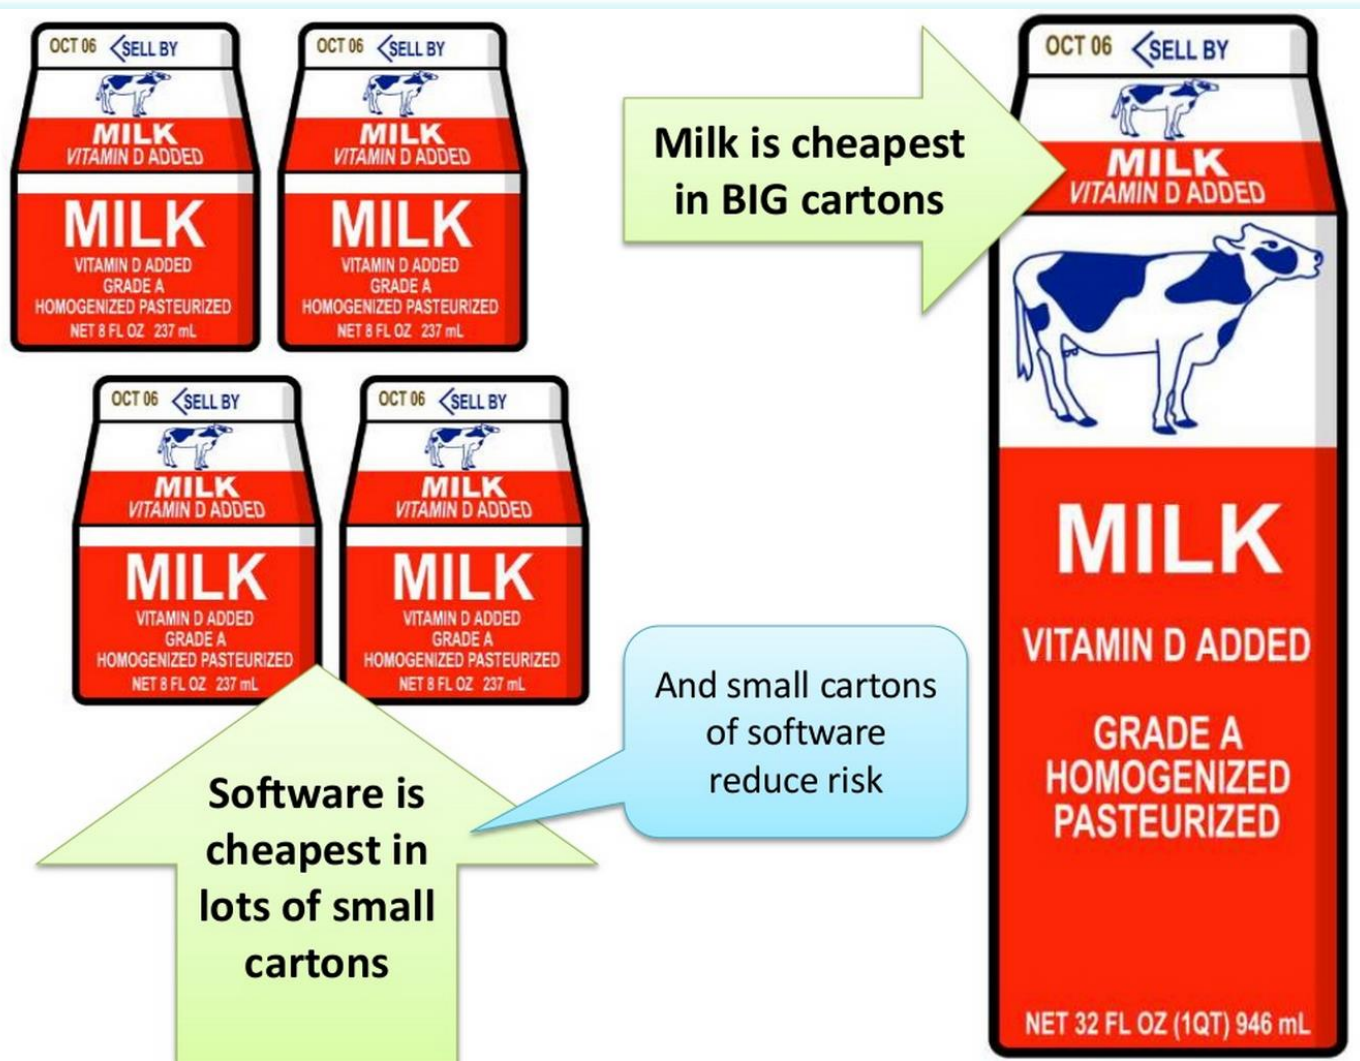 OCT 06 SELL BY
MILK
VITAMIN D ADDED
MILK
VITAMIN D ADDED
GRADE A
HOMOGENIZED PASTEURIZED
NET 8 FL OZ 237 mL
OCT 06 SELL BY
MILK
VITAMIN D ADDED
MILK
VITAMIN D ADDED
GRADE A
HOMOGENIZED PASTEURIZED
NET 8 FL OZ 237 mL
Milk is cheapest
in BIG cartons
OCT 06 SELL BY
MILK
VITAMIN D ADDED
MILK
VITAMIN D ADDED
GRADE A
HOMOGENIZED
PASTEURIZED
NET 32 FL OZ (1QT) 946 mL
OCT 06 SELL BY
MILK
VITAMIN D ADDED
MILK
VITAMIN D ADDED
GRADE A
HOMOGENIZED PASTEURIZED
NET 8 FL OZ 237 mL
OCT 06 SELL BY
MILK
VITAMIN D ADDED
MILK
VITAMIN D ADDED
GRADE A
HOMOGENIZED PASTEURIZED
NET 8 FL OZ 237 mL
Software is
cheapest in
lots of small
cartons
And small cartons
of software
reduce risk